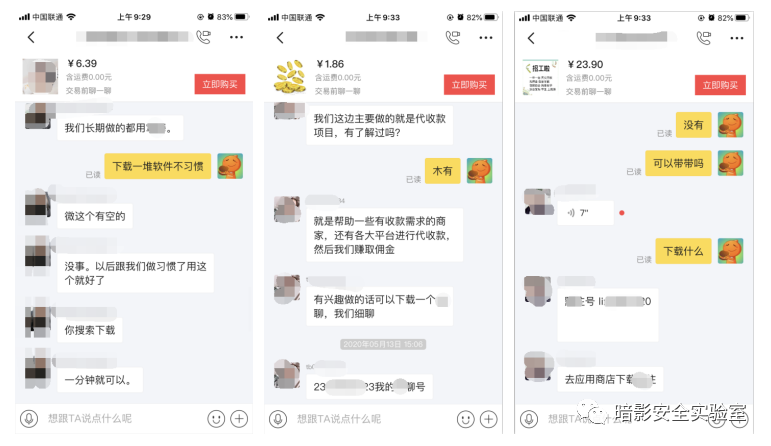 中国联通
上午 9:29
83%
¥6.39
含运费0.00元
交易前聊一聊
立即购买
我们长期做的都用 。
下载一堆软件不习惯
已读
微这个有空的
没事。以后跟我们做习惯了用这
个就好了
你搜索下载
一分钟就可以。
想跟TA说点什么呢
中国联通
上午 9:33
82%
¥1.86
含运费0.00元
交易前聊一聊
立即购买
我们这边主要做的就是代收款
项目，有了解过吗？
木有
已读
就是帮助一些有收款需求的商
家，还有各大平台进行代收款，
然后我们赚取佣金
有兴趣做的话可以下载一个
聊，我们细聊
2020年05月13日 15:06
23 23我的 聊号
想跟TA说点什么呢
中国联通
上午 9:33
82%
招工啦
¥23.90
含运费0.00元
交易前聊一聊
立即购买
没有
已读
可以带带吗
已读
7"
下载什么
已读
号 li 20
去应用商店下载
想跟TA说点什么呢
暗影安全实验室